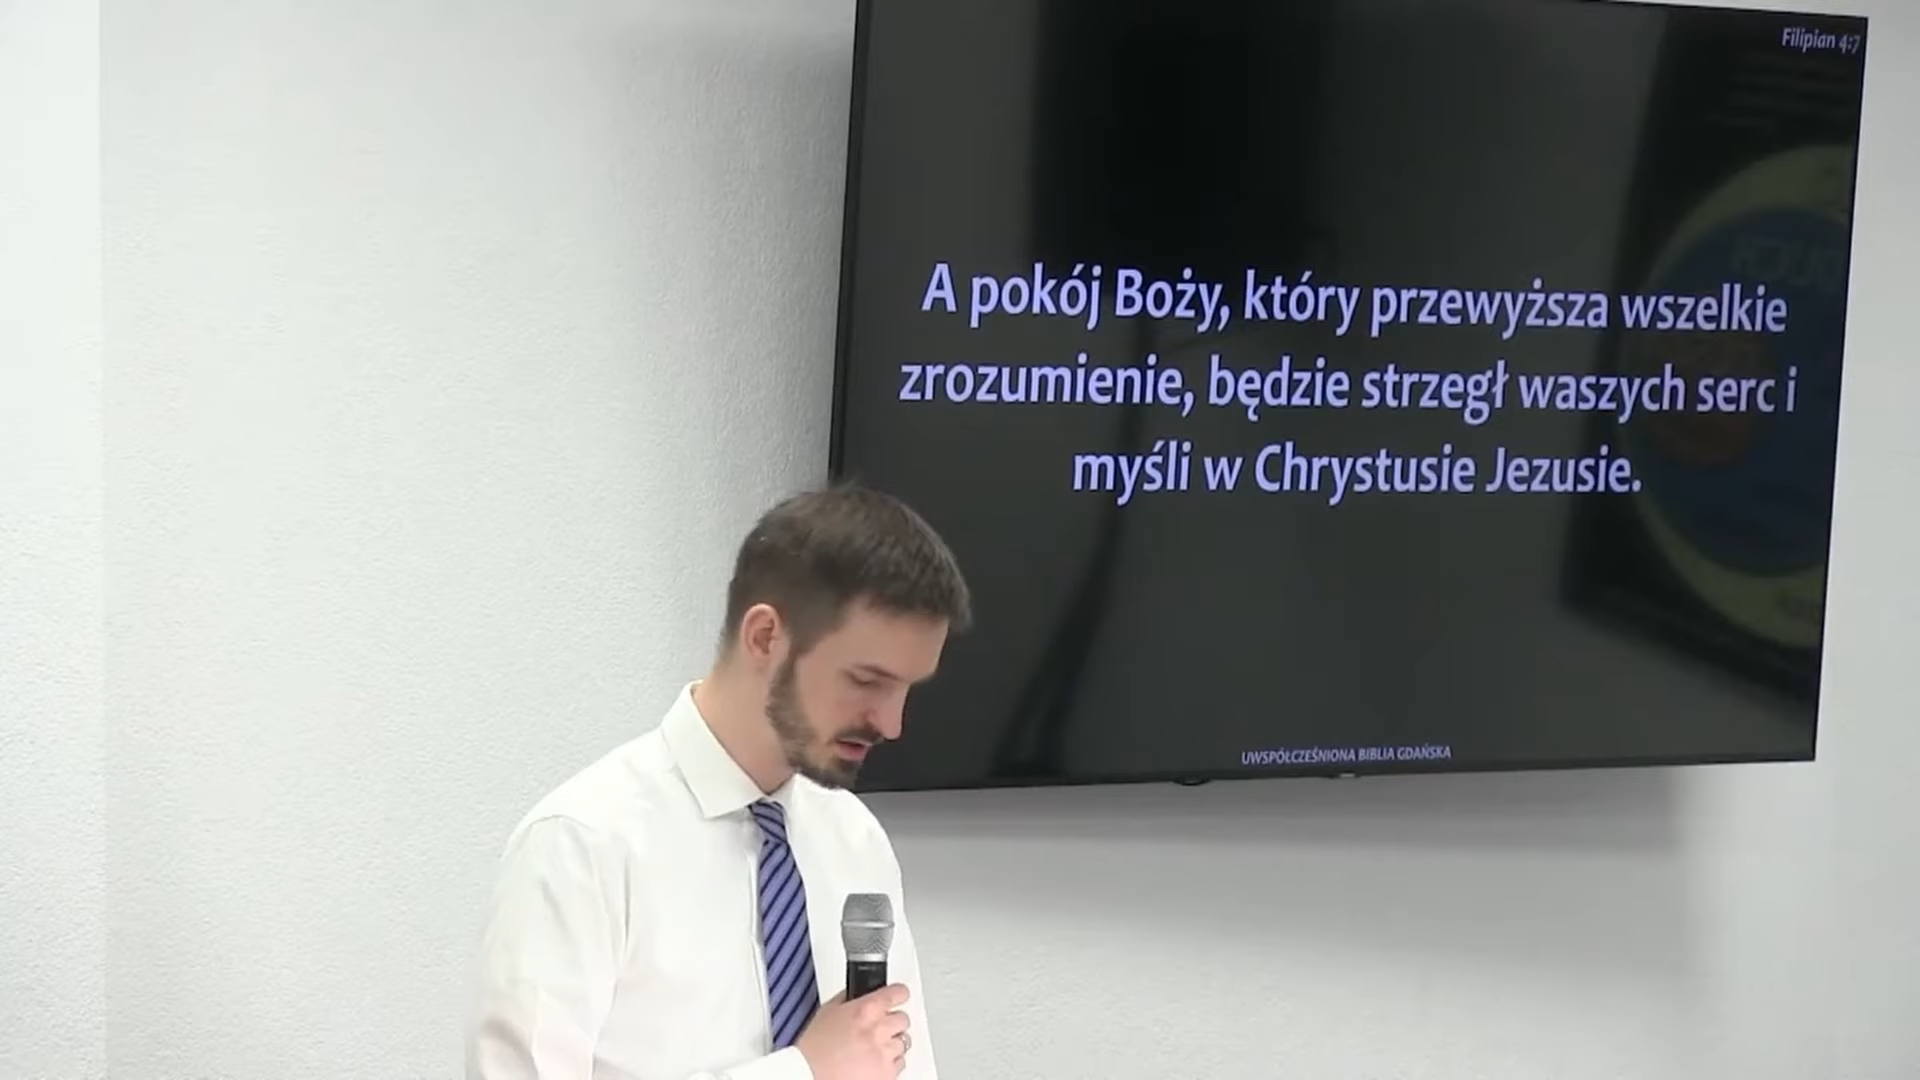 Filipian 4:7
A pokój Boży, który przewyższa wszelkie
zrozumienie, będzie strzegł waszych serc i
myśli w Chrystusie Jezusie.
UWSPÓŁCZEŚNIONA BIBLIA GDAŃSKA